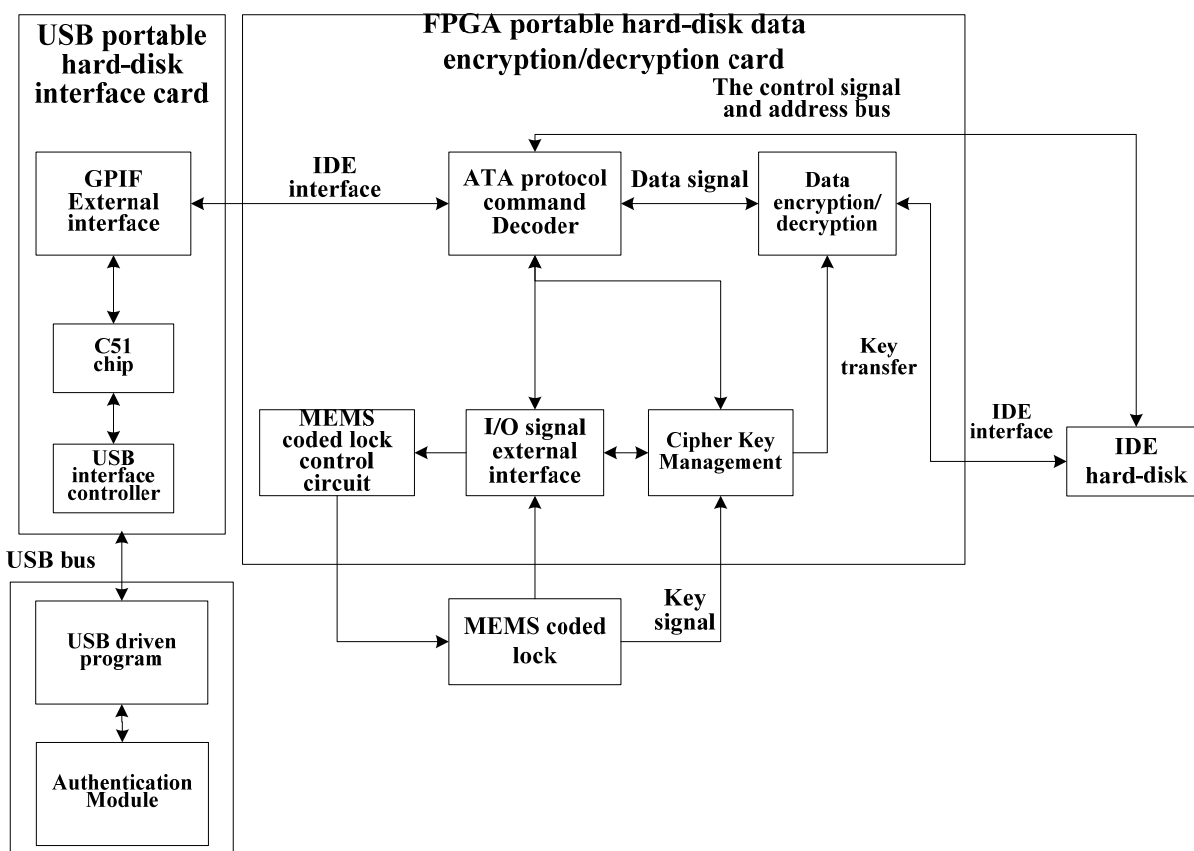 USB portable
hard-disk
interface card
GPIF
External
interface
C51
chip
USB
interface
controller
USB bus
USB driven
program
Authentication
Module
FPGA portable hard-disk data
encryption/decryption card
The control signal
and address bus
IDE
interface
ATA protocol
command
Decoder
Data signal
Data
encryption/
decryption
Key
transfer
MEMS
coded lock
control
circuit
I/O signal
external
interface
Cipher Key
Management
IDE
interface
IDE
hard-disk
MEMS coded
lock
Key
signal